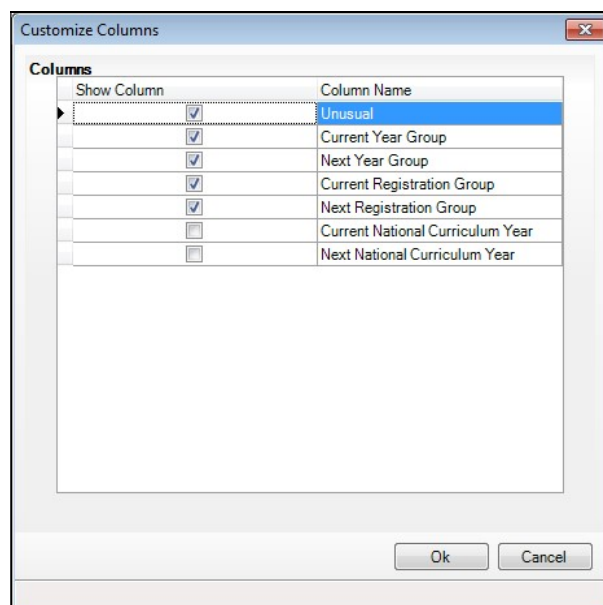 Customize Columns
Columns
Show Column Column Name
Unusual
Current Year Group
Next Year Group
Current Registration Group
Next Registration Group
Current National Curriculum Year
Next National Curriculum Year
Ok Cancel